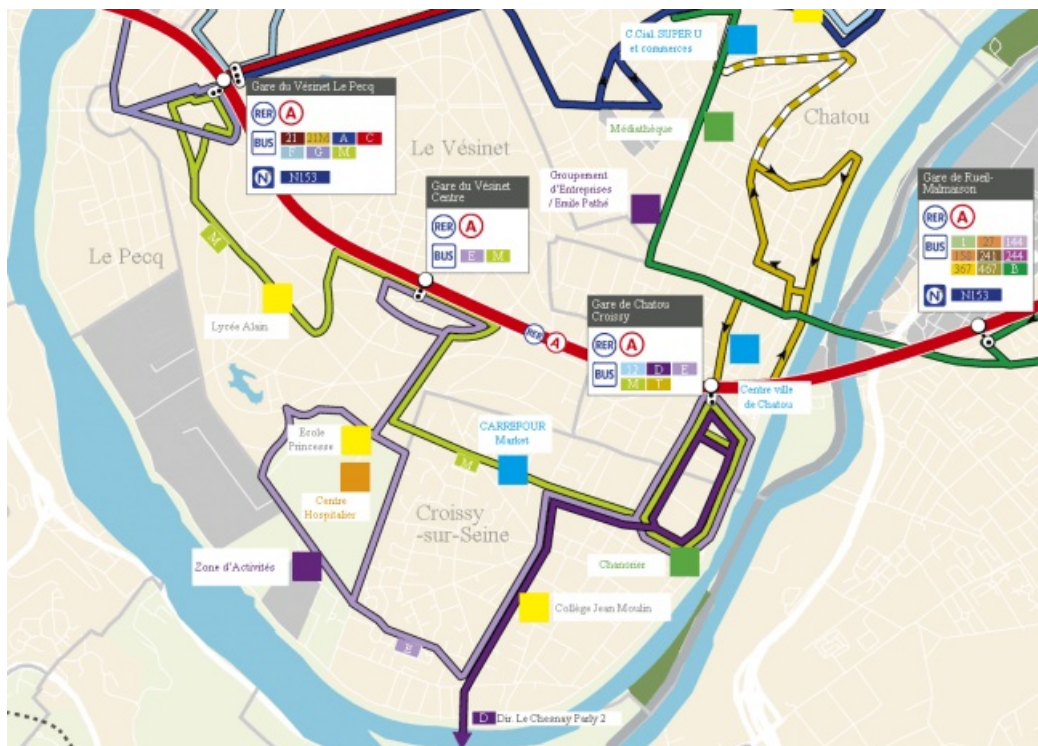 C.Cial. SUPER U
et commerces
Gare du Vésinet Le Pecq
RER A
BUS 21 21M A C
E G M
N N153
Médiathèque
Chatou
Le Vésinet
Groupement
d'Entreprises
/ Emile Pathé
Gare de Rueil-
Malmaison
RER A
BUS 1 27 144
158 241 244
367 467 B
N N153
Gare du Vésinet
Centre
RER A
BUS E M
M
Le Pecq
Lycée Alain
Gare de Chatou
Croissy
RER A
BUS D E
M T
RER A
Centre ville
de Chatou
Ecole
Princesse
CARREFOUR
Market
M
Centre
Hospitalier
Croissy
-sur-Seine
Zone d'Activités
Chanorier
Collège Jean Moulin
E
D Dir. Le Chesnay Parly 2